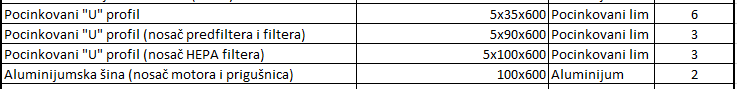 Pocinkovani "U" profil 5x35x600 Pocinkovani lim 6
Pocinkovani "U" profil (nosač predfiltera i filtera) 5x90x600 Pocinkovani lim 3
Pocinkovani "U" profil (nosač HEPA filtera) 5x100x600 Pocinkovani lim 3
Aluminijumska šina (nosač motora i prigušnica) 100x600 Aluminijum 2